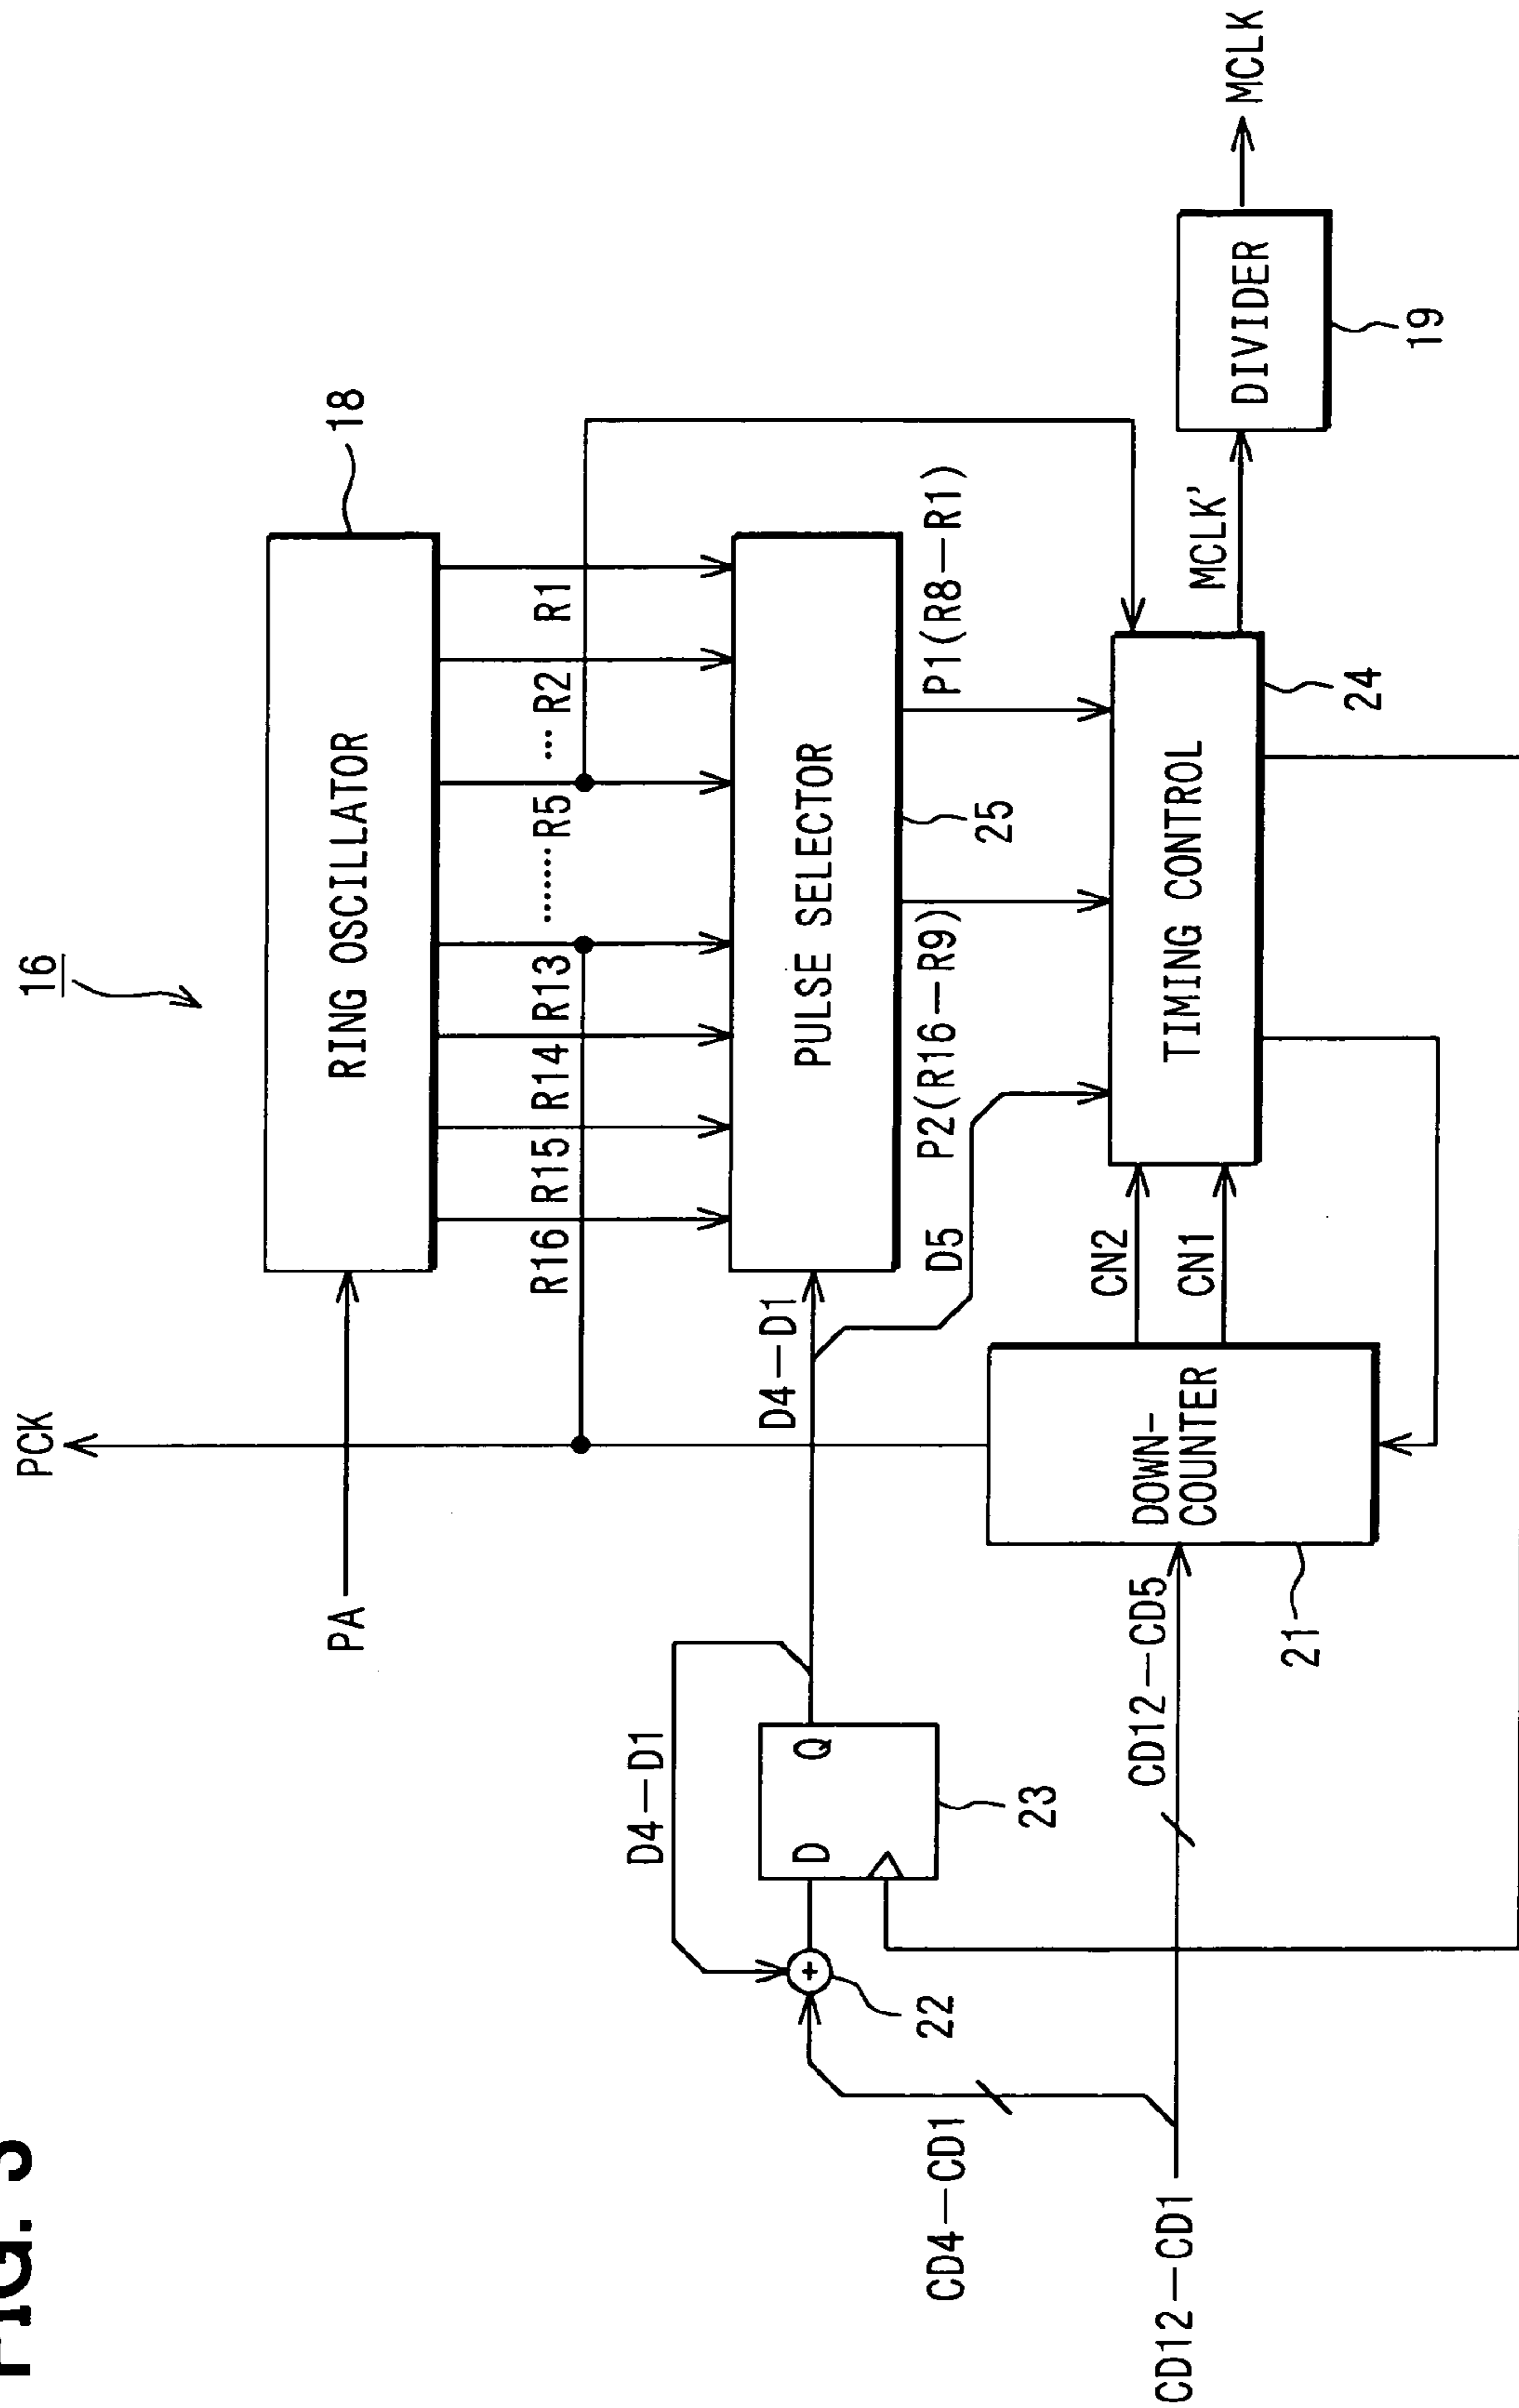 FIG.
16
PCK
PA
RING OSCILLATOR
18
R16 R15 R14 R13 ……… R5 … R2 R1
D4—D1
D4—D1
PULSE SELECTOR
D Q
22
23
25
CD4—CD1
D5
P2(R16—R9)
P1(R8—R1)
CD12—CD1
CD12—CD5
DOWN-
COUNTER
21
CN2
CN1
TIMING CONTROL
24
MCLK'
DIVIDER
19
MCLK